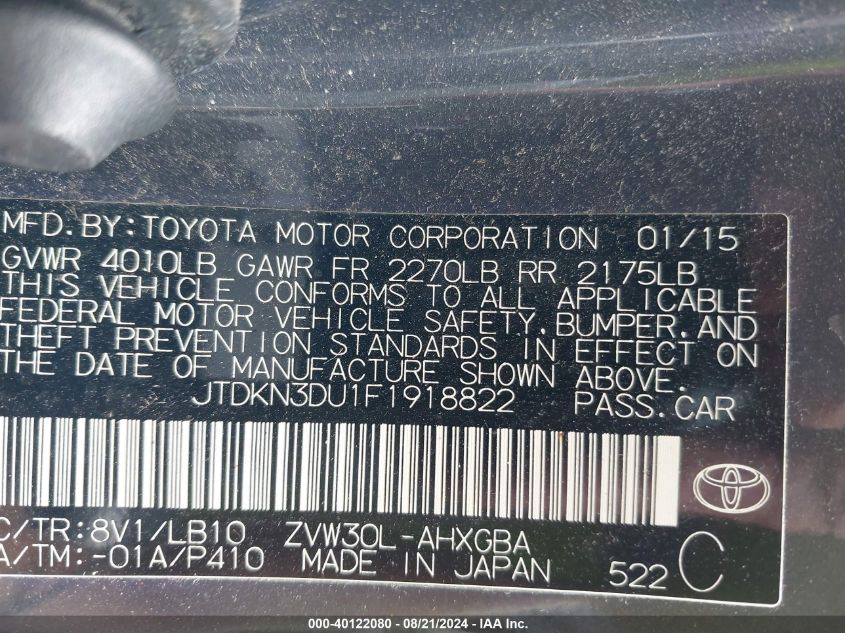 MFD.BY:TOYOTA MOTOR CORPORATION 01/15
GVWR 4010LB GAWR FR 2270LB RR 2175LB
THIS VEHICLE CONFORMS TO ALL APPLICABLE
FEDERAL MOTOR VEHICLE SAFETY,BUMPER,AND
THEFT PREVENTION STANDARDS IN EFFECT ON
THE DATE OF MANUFACTURE SHOWN ABOVE.
JTDKN3DU1F1918822 PASS.CAR
C/TR:8V1/LB10 ZVW30L-AHXGBA
A/TM:-01A/P410 MADE IN JAPAN 522 C
000-40122080 - 08/21/2024 - IAA Inc.